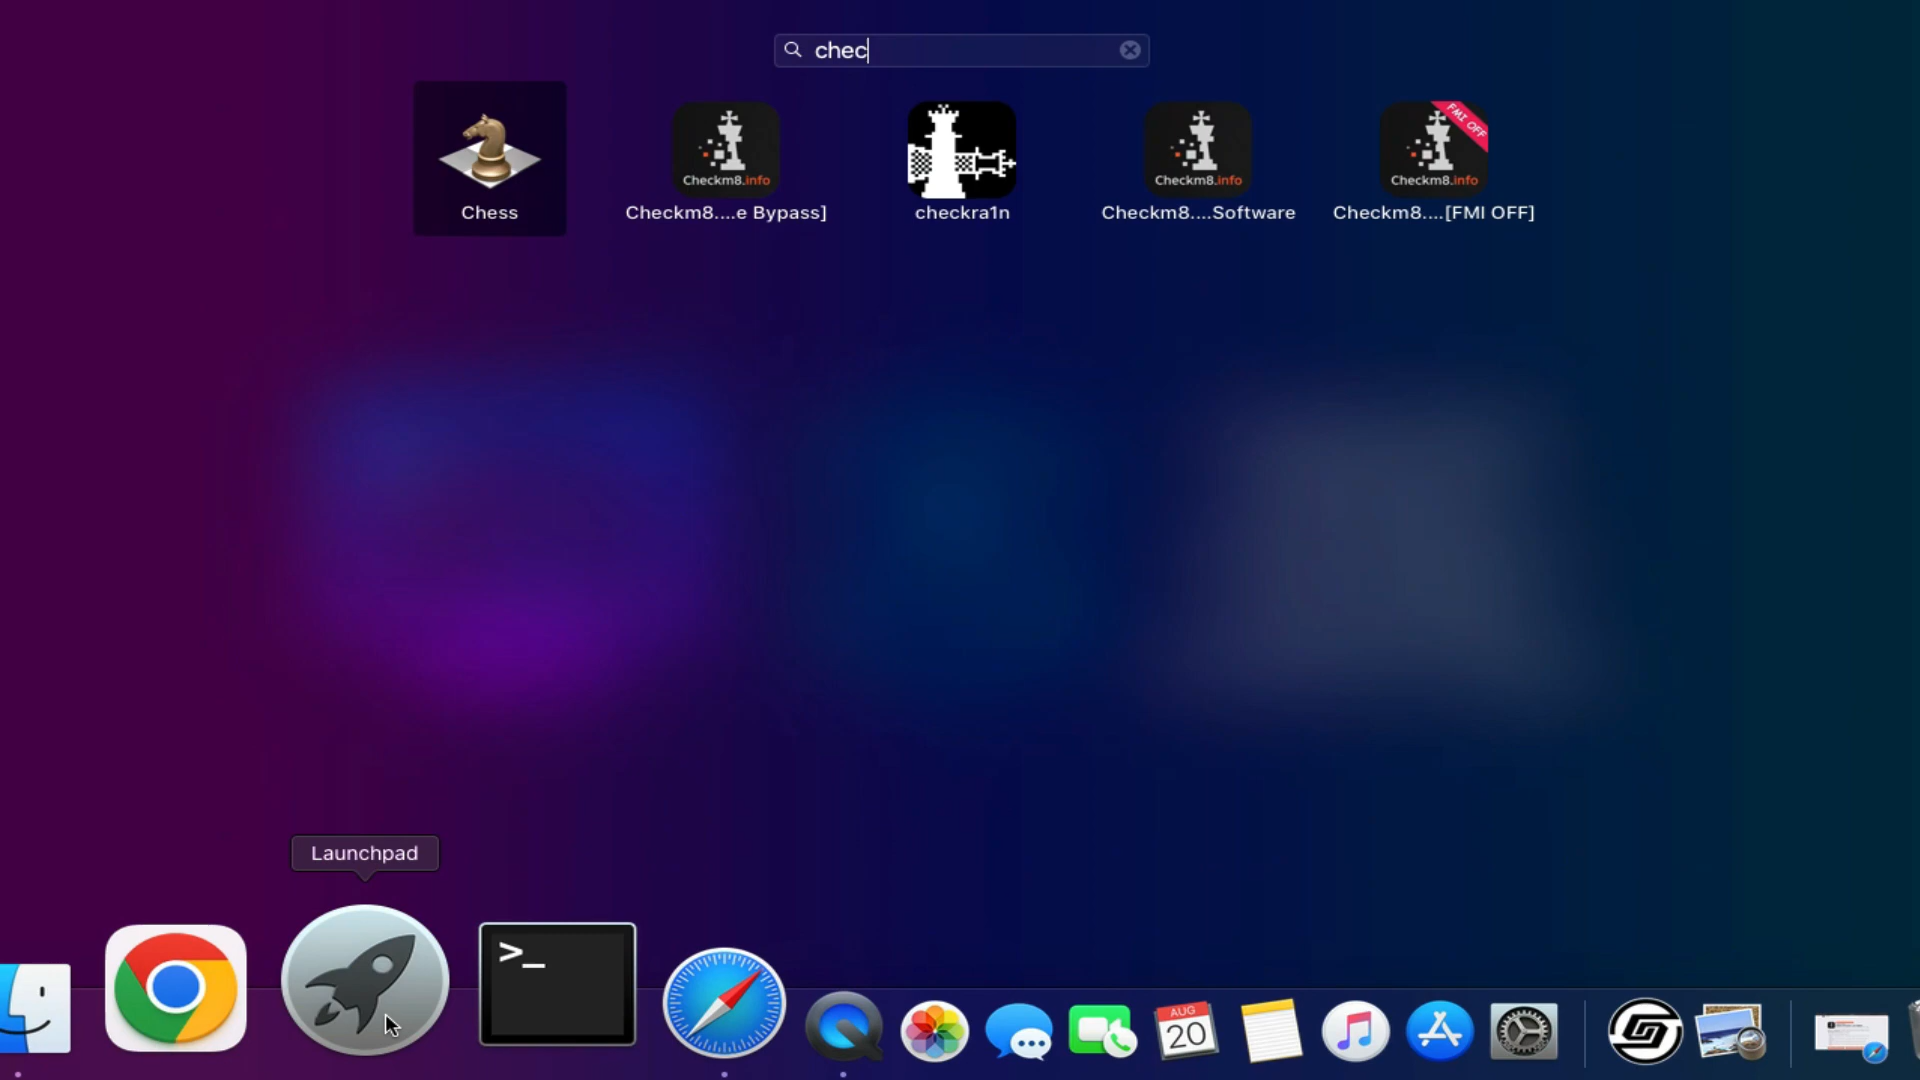 chec
Checkm8.info
Checkm8.info
FMI OFF
Checkm8.info
Chess
Checkm8....e Bypass]
checkra1n
Checkm8....Software
Checkm8....[FMI OFF]
Launchpad
>_
AUG
20